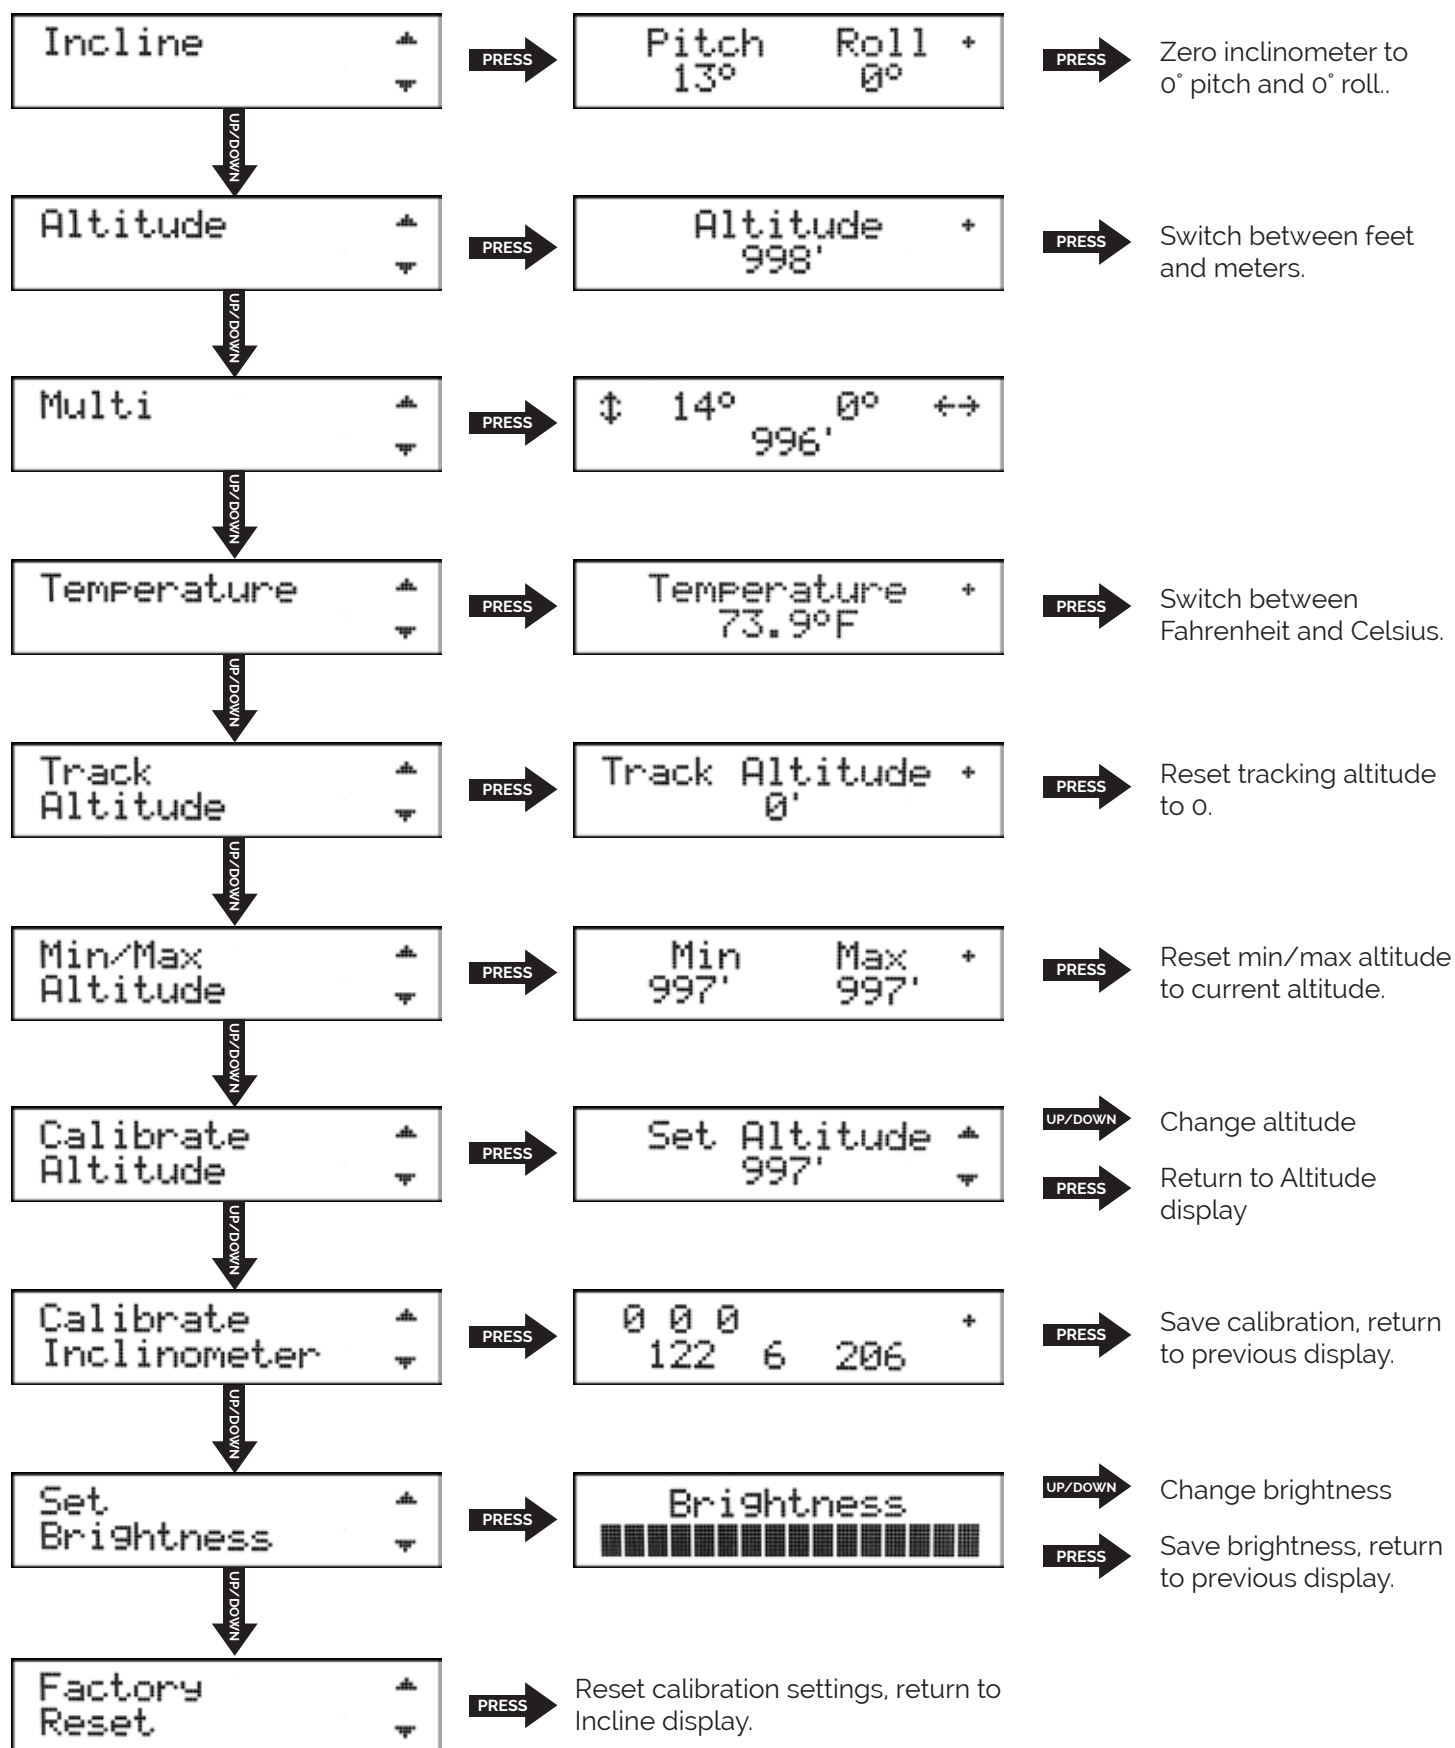 Incline
PRESS
Pitch Roll
13° 0°
PRESS
Zero inclinometer to
0° pitch and 0° roll..
UP/DOWN
Altitude
PRESS
Altitude
998'
PRESS
Switch between feet
and meters.
UP/DOWN
Multi
PRESS
↕ 14° 0° ←→
996'
UP/DOWN
Temperature
PRESS
Temperature
73.9°F
PRESS
Switch between
Fahrenheit and Celsius.
UP/DOWN
Track
Altitude
PRESS
Track Altitude
0'
PRESS
Reset tracking altitude
to 0.
UP/DOWN
Min/Max
Altitude
PRESS
Min Max
997' 997'
PRESS
Reset min/max altitude
to current altitude.
UP/DOWN
Calibrate
Altitude
PRESS
Set Altitude
997'
UP/DOWN
Change altitude
PRESS
Return to Altitude
display
UP/DOWN
Calibrate
Inclinometer
PRESS
0 0 0
122 6 206
PRESS
Save calibration, return
to previous display.
UP/DOWN
Set
Brightness
PRESS
Brightness
UP/DOWN
Change brightness
PRESS
Save brightness, return
to previous display.
UP/DOWN
Factory
Reset
PRESS
Reset calibration settings, return to
Incline display.